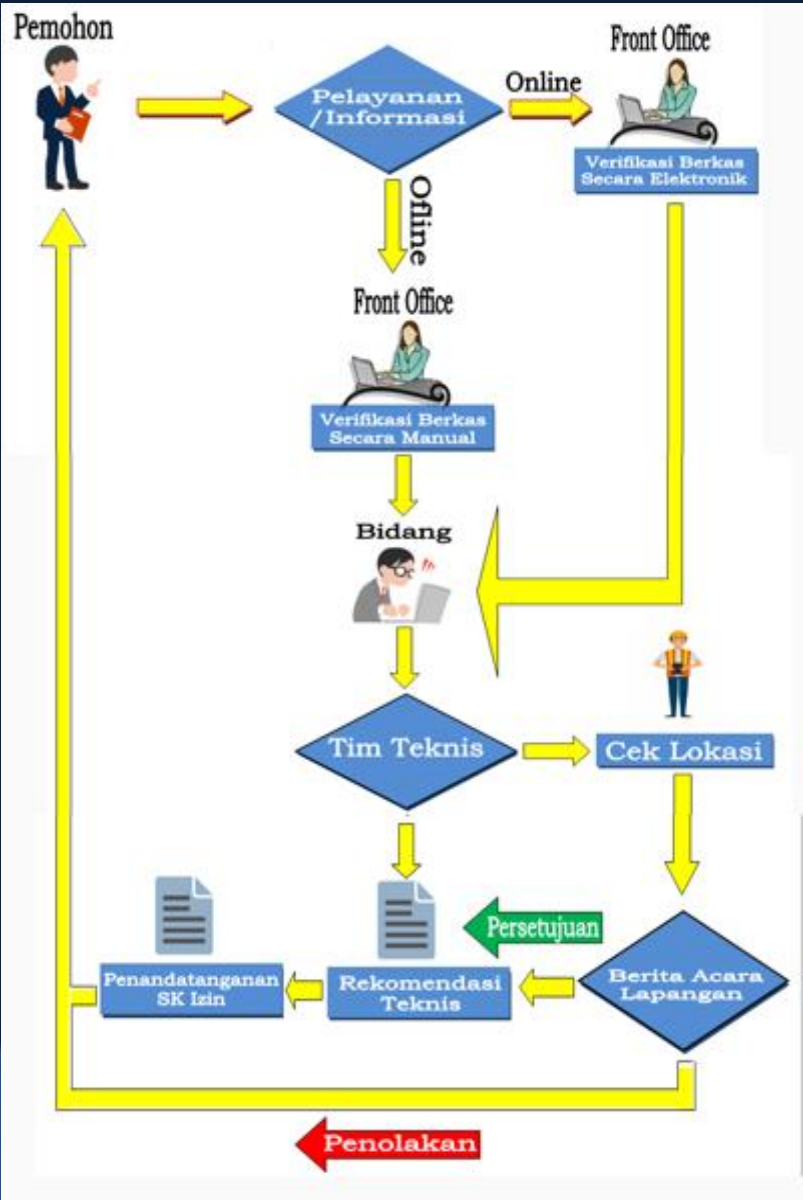 Pemohon
Pelayanan
/Informasi
Online
Front Office
Verifikasi Berkas
Secara Elektronik
Ofline
Front Office
Verifikasi Berkas
Secara Manual
Bidang
Tim Teknis
Cek Lokasi
Persetujuan
Berita Acara
Lapangan
Rekomendasi
Teknis
Penandatanganan
SK Izin
Penolakan